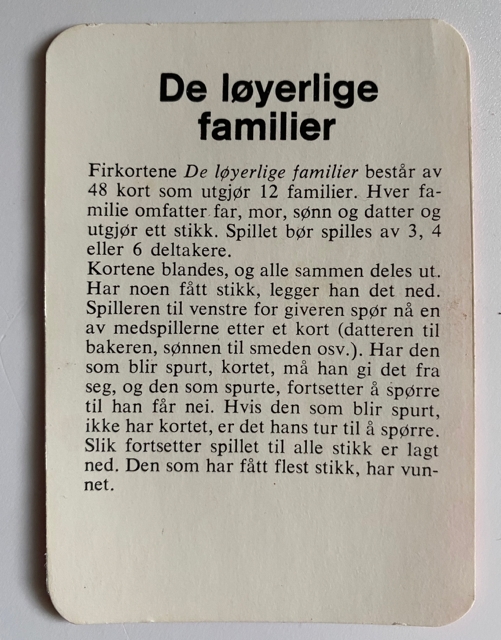 De løyerlige
familier
Firkortene De løyerlige familier består av
48 kort som utgjør 12 familier. Hver fa-
milie omfatter far, mor, sønn og datter og
utgjør ett stikk. Spillet bør spilles av 3, 4
eller 6 deltakere.
Kortene blandes, og alle sammen deles ut.
Har noen fått stikk, legger han det ned.
Spilleren til venstre for giveren spør nå en
av medspillerne etter et kort (datteren til
bakeren, sønnen til smeden osv.). Har den
som blir spurt, kortet, må han gi det fra
seg, og den som spurte, fortsetter å spørre
til han får nei. Hvis den som blir spurt,
ikke har kortet, er det hans tur til å spørre.
Slik fortsetter spillet til alle stikk er lagt
ned. Den som har fått flest stikk, har vun-
net.